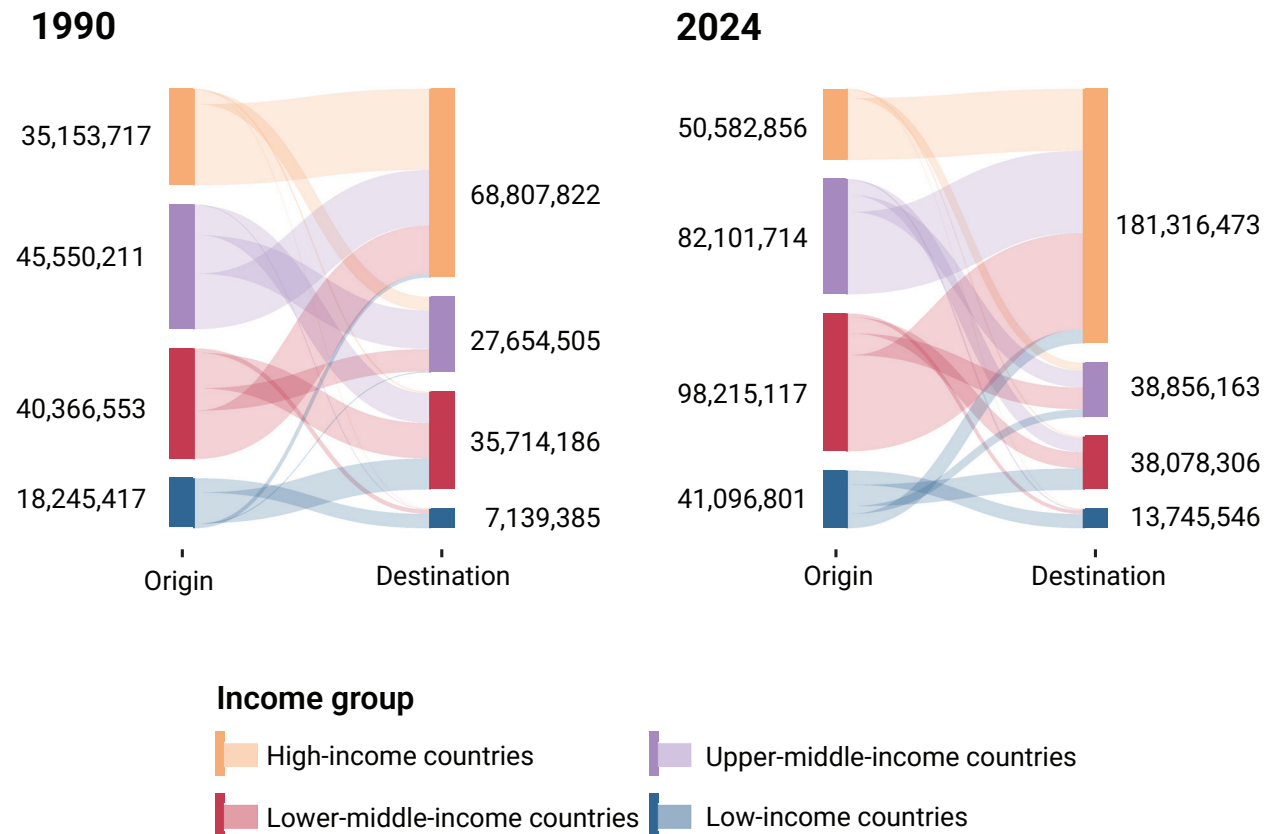 1990
2024
35,153,717
45,550,211
40,366,553
18,245,417
68,807,822
27,654,505
35,714,186
7,139,385
Origin
Destination
50,582,856
82,101,714
98,215,117
41,096,801
181,316,473
38,856,163
38,078,306
13,745,546
Origin
Destination
Income group
High-income countries
Upper-middle-income countries
Lower-middle-income countries
Low-income countries